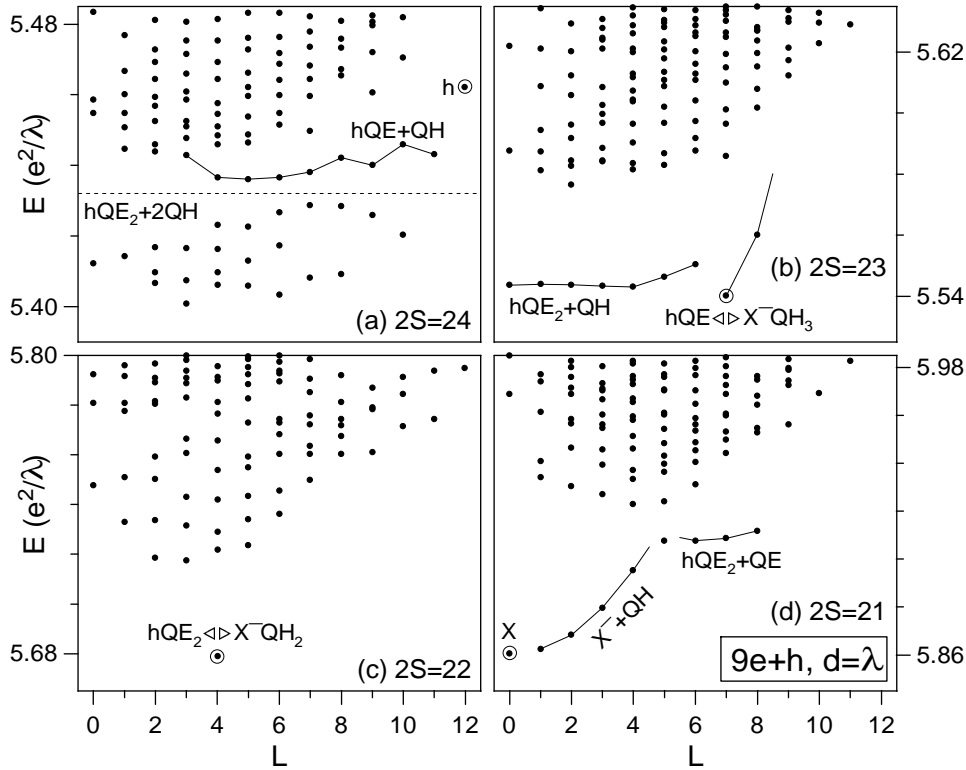 5.48
h
hQE+QH
hQE₂+2QH
5.40
(a) 2S=24
E (e²/λ)
5.62
(b) 2S=23
hQE₂+QH
5.54
hQE◁▷X⁻QH₃
5.80
hQE₂◁▷X⁻QH₂
5.68
(c) 2S=22
E (e²/λ)
0 2 4 6 8 10 12
L
5.98
hQE₂+QE
X⁻+QH
(d) 2S=21
X
5.86
9e+h, d=λ
0 2 4 6 8 10 12
L